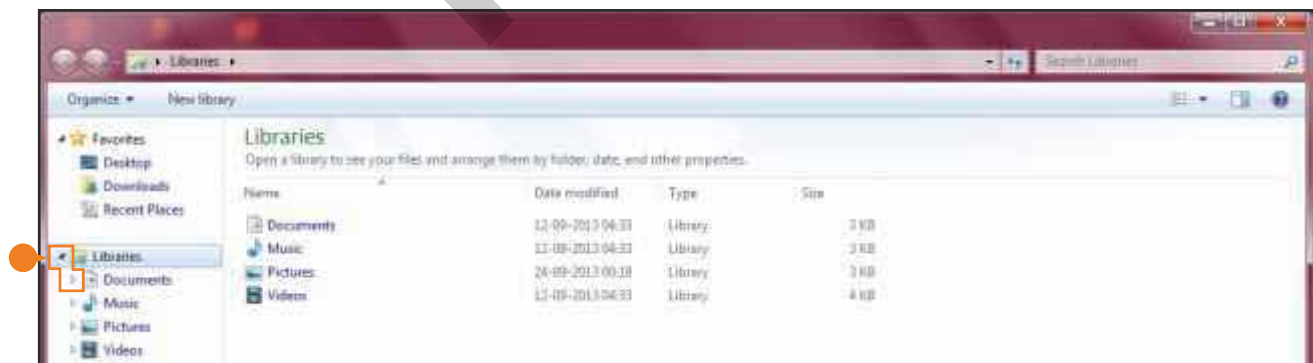 Libraries
Search Libraries
Organize New library
Favorites
Desktop
Downloads
Recent Places
Libraries
Documents
Music
Pictures
Videos
Libraries
Open a library to see your files and arrange them by folder, date, and other properties.
Name Date modified Type Size
Documents 12-09-2013 04:33 Library 3 KB
Music 12-09-2013 04:33 Library 3 KB
Pictures 24-09-2013 00:18 Library 3 KB
Videos 12-09-2013 04:33 Library 4 KB